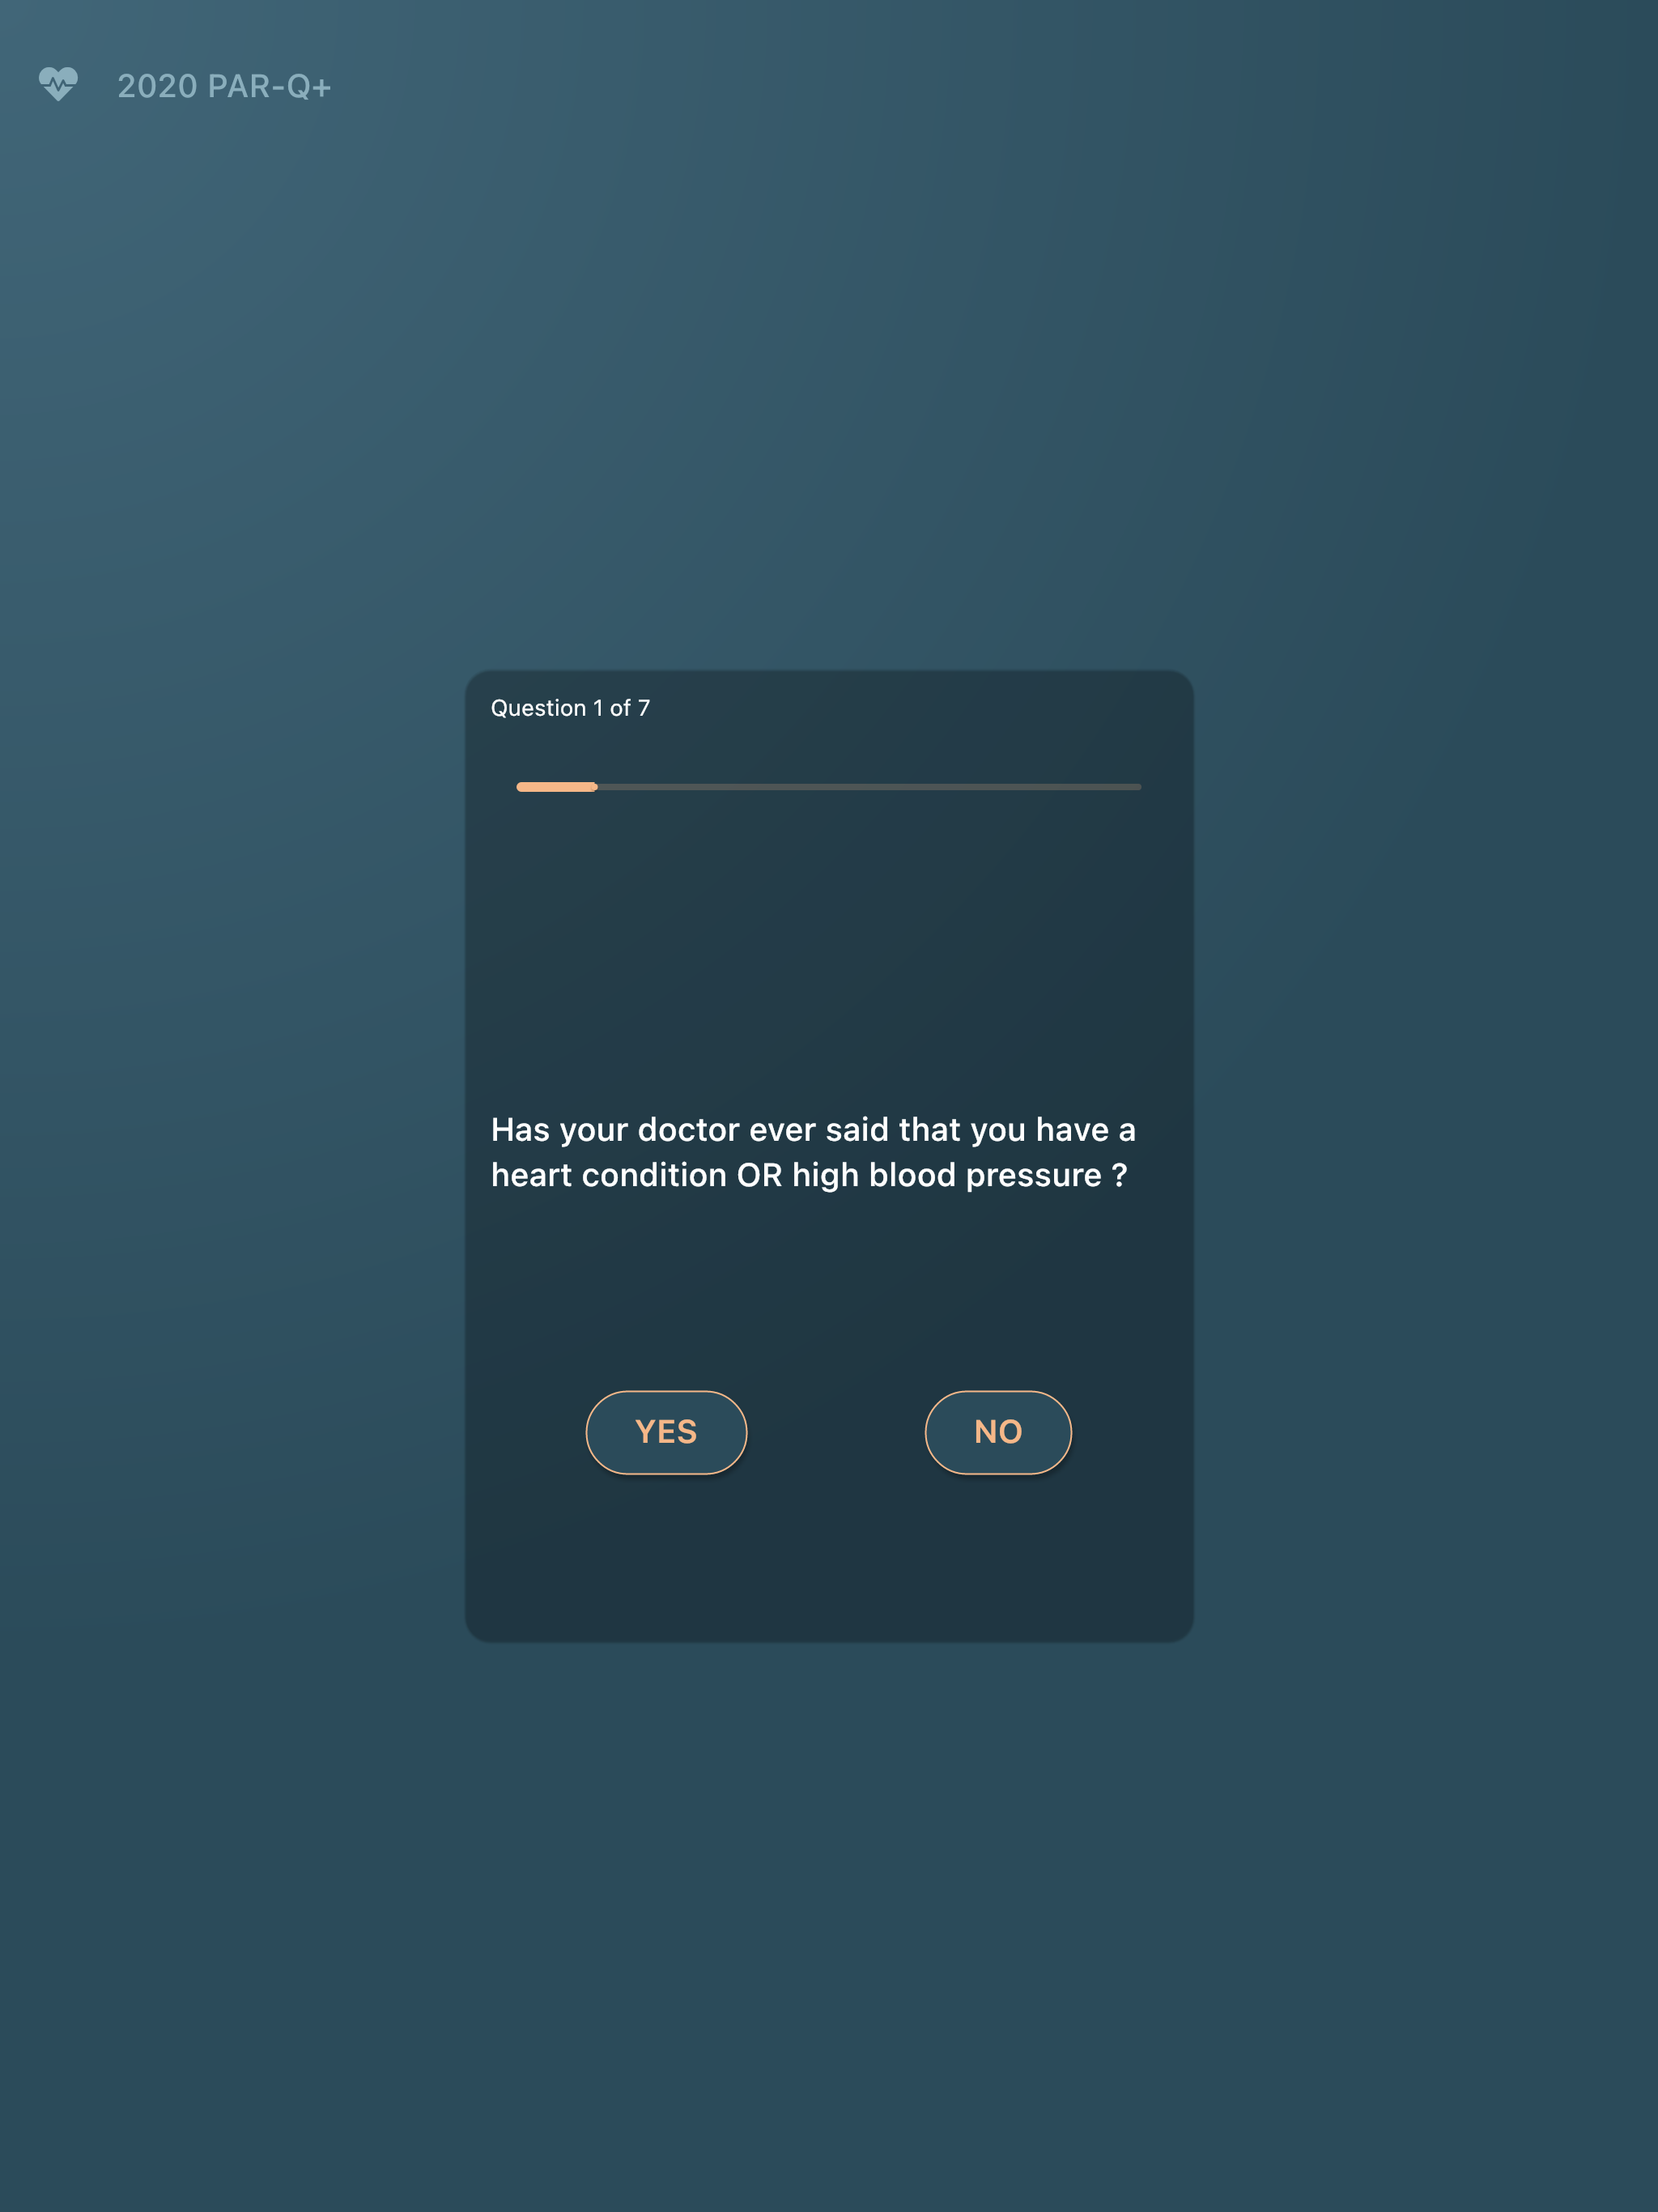 2020 PAR-Q+
Question 1 of 7
Has your doctor ever said that you have a
heart condition OR high blood pressure ?
YES
NO